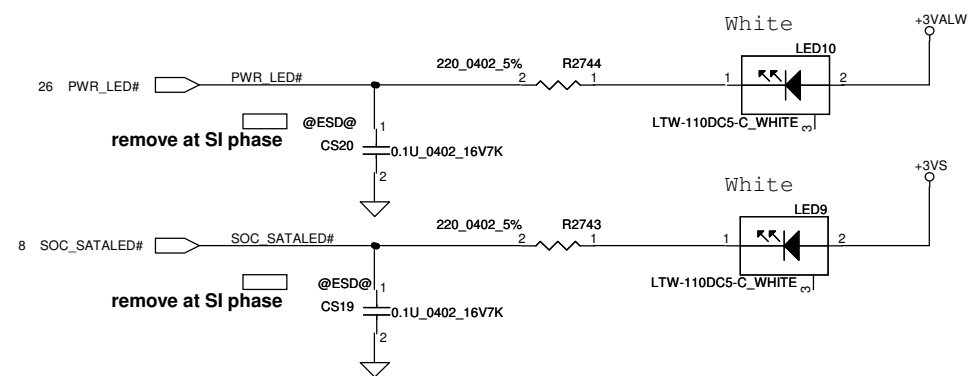 White
+3VALW
LED10
220_0402_5%
R2744
26 PWR_LED#
PWR_LED#
2
1
1
2
@ESD@
1
remove at SI phase
CS20
0.1U_0402_16V7K
LTW-110DC5-C_WHITE
3
2
White
+3VS
LED9
220_0402_5%
R2743
8 SOC_SATALED#
SOC_SATALED#
2
1
1
2
@ESD@
1
remove at SI phase
CS19
0.1U_0402_16V7K
LTW-110DC5-C_WHITE
3
2